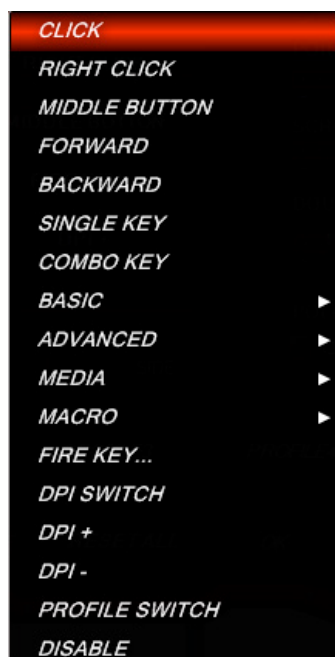 CLICK
RIGHT CLICK
MIDDLE BUTTON
FORWARD
BACKWARD
SINGLE KEY
COMBO KEY
BASIC
ADVANCED
MEDIA
MACRO
FIRE KEY...
DPI SWITCH
DPI +
DPI -
PROFILE SWITCH
DISABLE